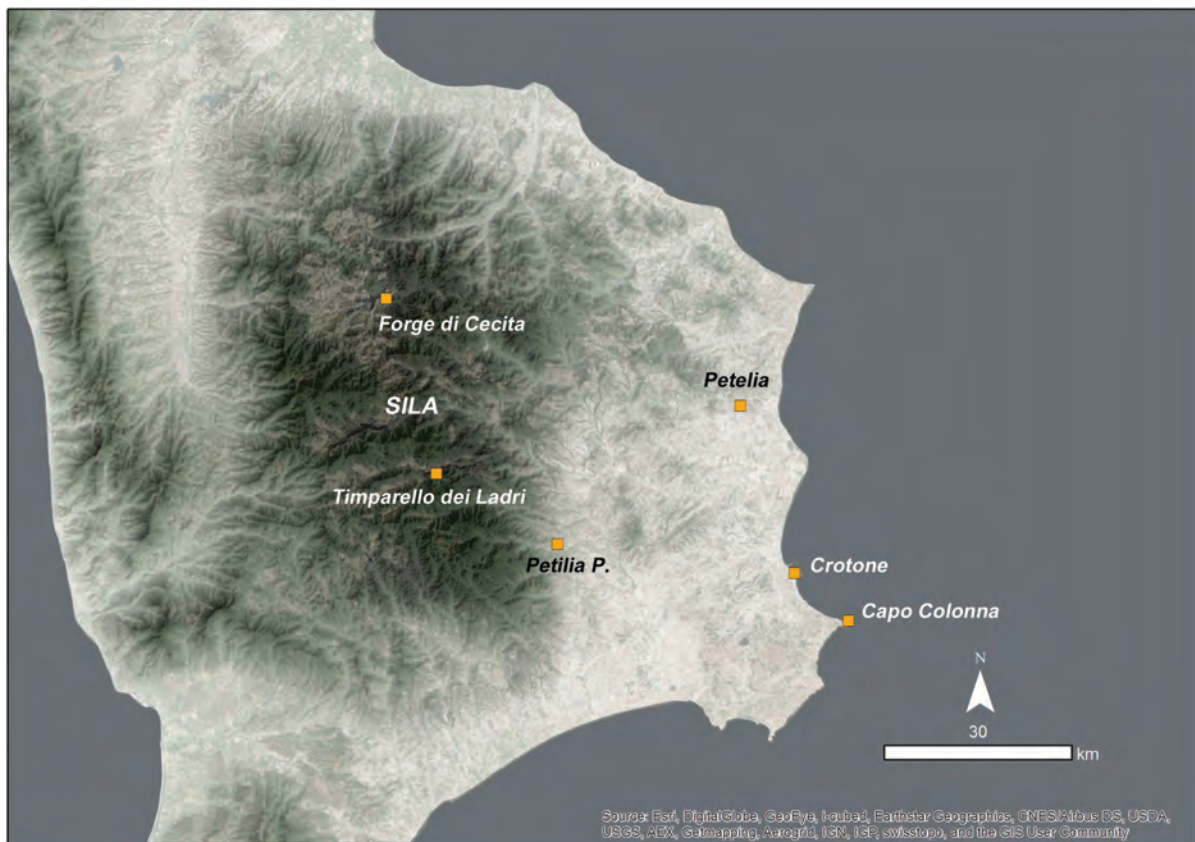 Forge di Cecita
Petelia
SILA
Timparello dei Ladri
Petilia P.
Crotone
Capo Colonna
N
30
km
Source: Esri, DigitalGlobe, GeoEye, i-cubed, Earthstar Geographics, CNES/Airbus DS, USDA,
USGS, AEX, Getmapping, Aerogrid, IGN, IGP, swisstopo, and the GIS User Community